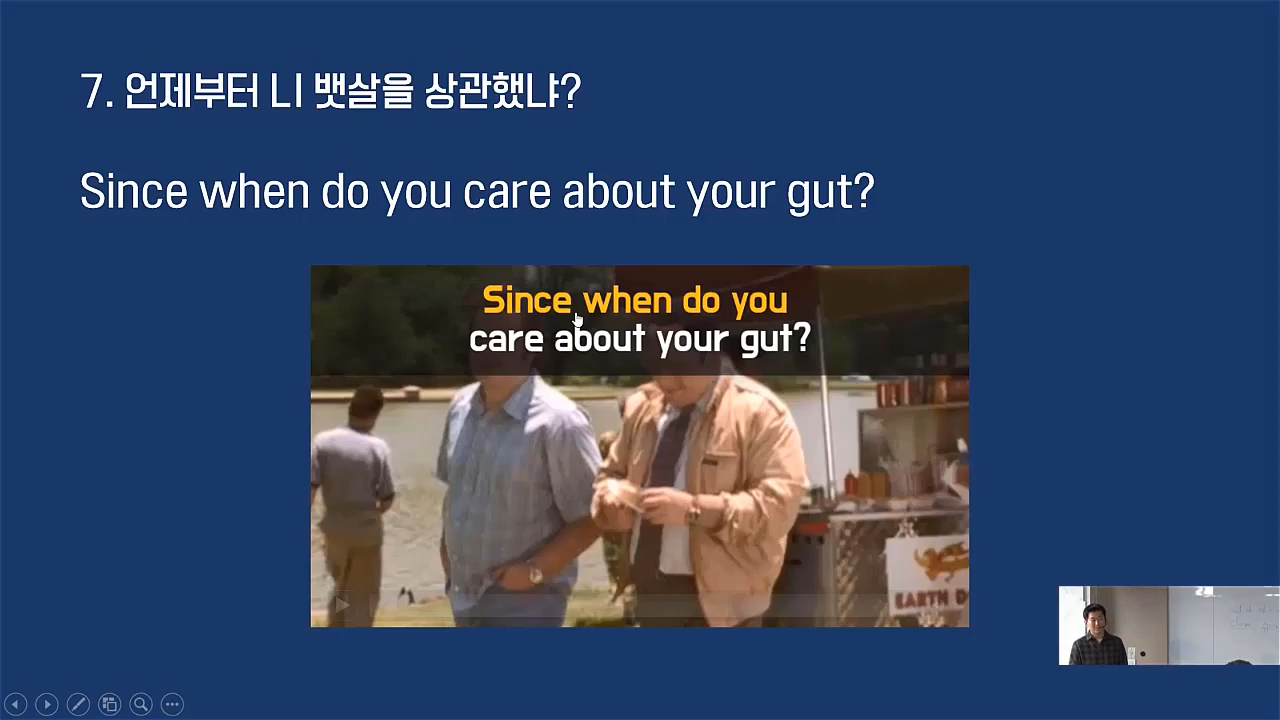 7. 언제부터 니 뱃살을 상관했냐?
Since when do you care about your gut?
Since when do you
care about your gut?
EARTH D